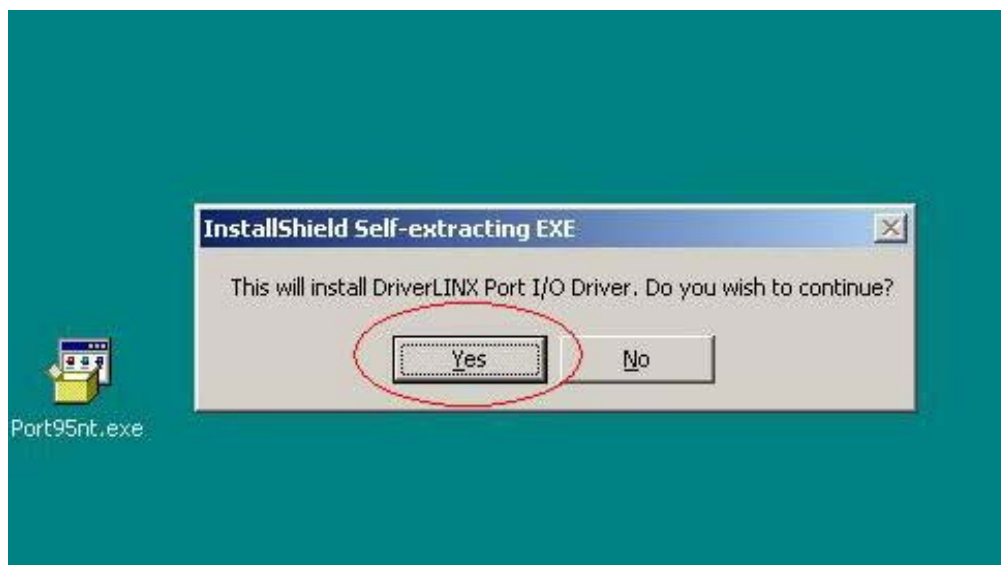 InstallShield Self-extracting EXE
This will install DriverLINX Port I/O Driver. Do you wish to continue?
Yes
No
Port95nt.exe